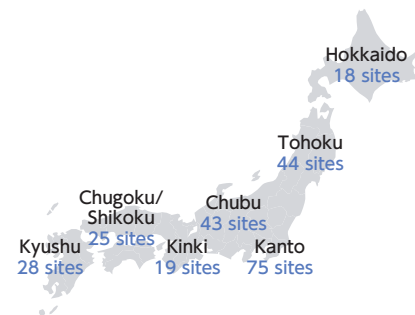 Hokkaido
18 sites
Tohoku
44 sites
Chugoku/
Shikoku
25 sites
Chubu
43 sites
Kyushu
28 sites
Kinki
19 sites
Kanto
75 sites